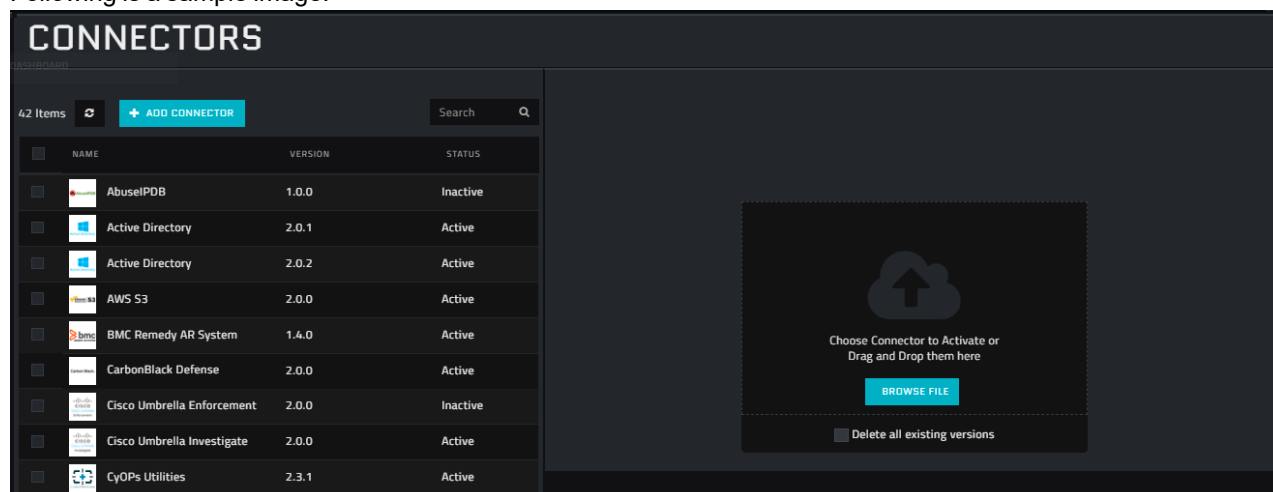 CONNECTORS
DASHBOARD
42 Items
+ ADD CONNECTOR
Search
NAME VERSION STATUS
AbuseIPDB 1.0.0 Inactive
Active Directory 2.0.1 Active
Active Directory 2.0.2 Active
AWS S3 2.0.0 Active
bmc BMC Remedy AR System 1.4.0 Active
CarbonBlack Defense 2.0.0 Active
Cisco Umbrella Enforcement 2.0.0 Inactive
Cisco Umbrella Investigate 2.0.0 Active
CyOPs Utilities 2.3.1 Active
Choose Connector to Activate or
Drag and Drop them here
BROWSE FILE
Delete all existing versions